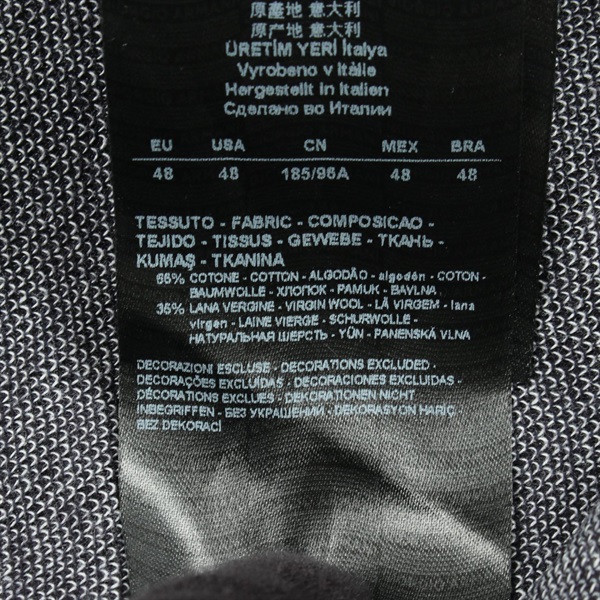 原產地 意大利
原产地 意大利
ÜRETİM YERİ İtalya
Vyrobeno v Itálie
Hergestellt in Italien
Сделано во Италии
EU USA CN MEX BRA
48 48 185/96A 48 48
TESSUTO - FABRIC - COMPOSICAO -
TEJIDO - TISSUS - GEWEBE - ТКАНЬ -
KUMAŞ - TKANINA
65% COTONE - COTTON - ALGODÃO - algodón - COTON -
BAUMWOLLE - ХЛОПОК - PAMUK - BAVLNA
35% LANA VERGINE - VIRGIN WOOL - LÃ VIRGEM - lana
virgen - LAINE VIERGE - SCHURWOLLE -
НАТУРАЛЬНАЯ ШЕРСТЬ - YÜN - PANENSKÁ VLNA
DECORAZIONI ESCLUSE - DECORATIONS EXCLUDED -
DECORAÇÕES EXCLUÍDAS - DECORACIONES EXCLUIDAS -
DÉCORATIONS EXCLUES - DEKORATIONEN NICHT
INBEGRIFFEN - БЕЗ УКРАШЕНИЙ - DEKORASYON HARİÇ -
BEZ DEKORACÍ